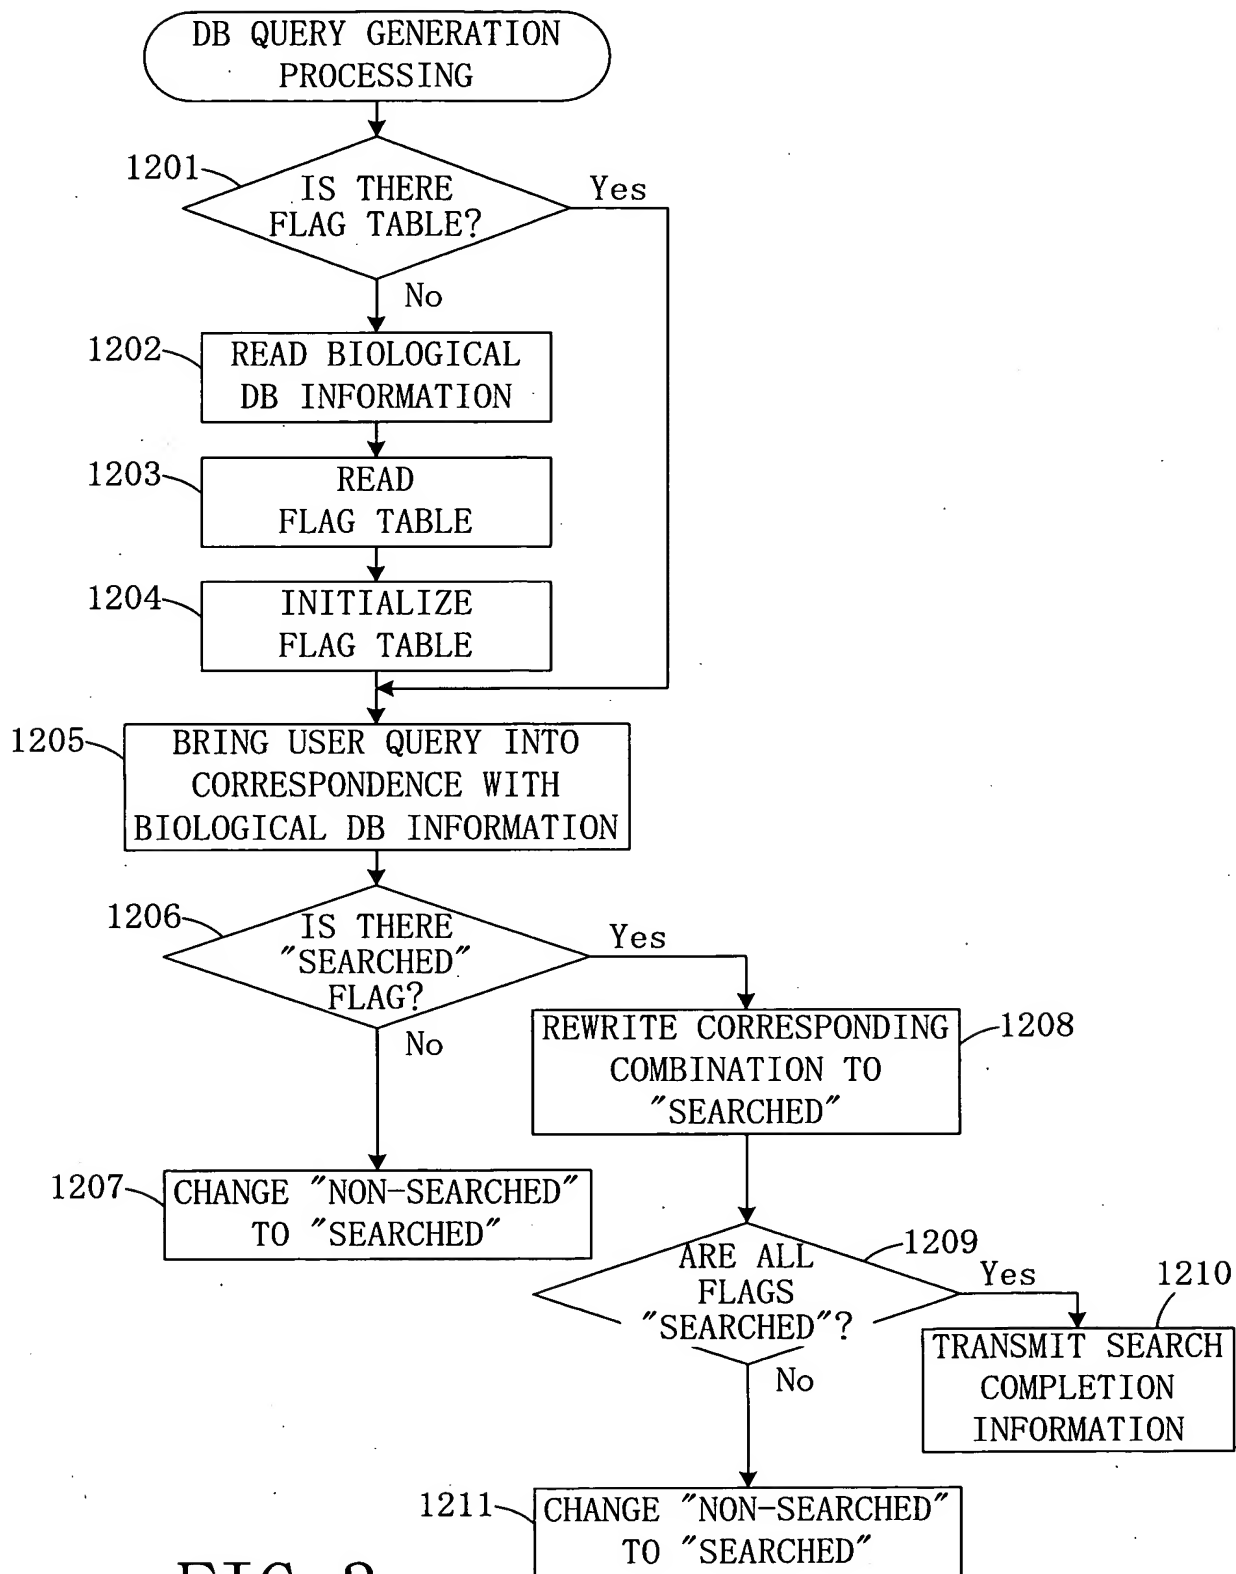 DB QUERY GENERATION
PROCESSING
1201
IS THERE
FLAG TABLE?
Yes
No
1202
READ BIOLOGICAL
DB INFORMATION
1203
READ
FLAG TABLE
1204
INITIALIZE
FLAG TABLE
1205
BRING USER QUERY INTO
CORRESPONDENCE WITH
BIOLOGICAL DB INFORMATION
1206
IS THERE
"SEARCHED"
FLAG?
Yes
No
1208
REWRITE CORRESPONDING
COMBINATION TO
"SEARCHED"
1207
CHANGE "NON-SEARCHED"
TO "SEARCHED"
1209
ARE ALL
FLAGS
"SEARCHED"?
Yes
No
1210
TRANSMIT SEARCH
COMPLETION
INFORMATION
1211
CHANGE "NON-SEARCHED"
TO "SEARCHED"